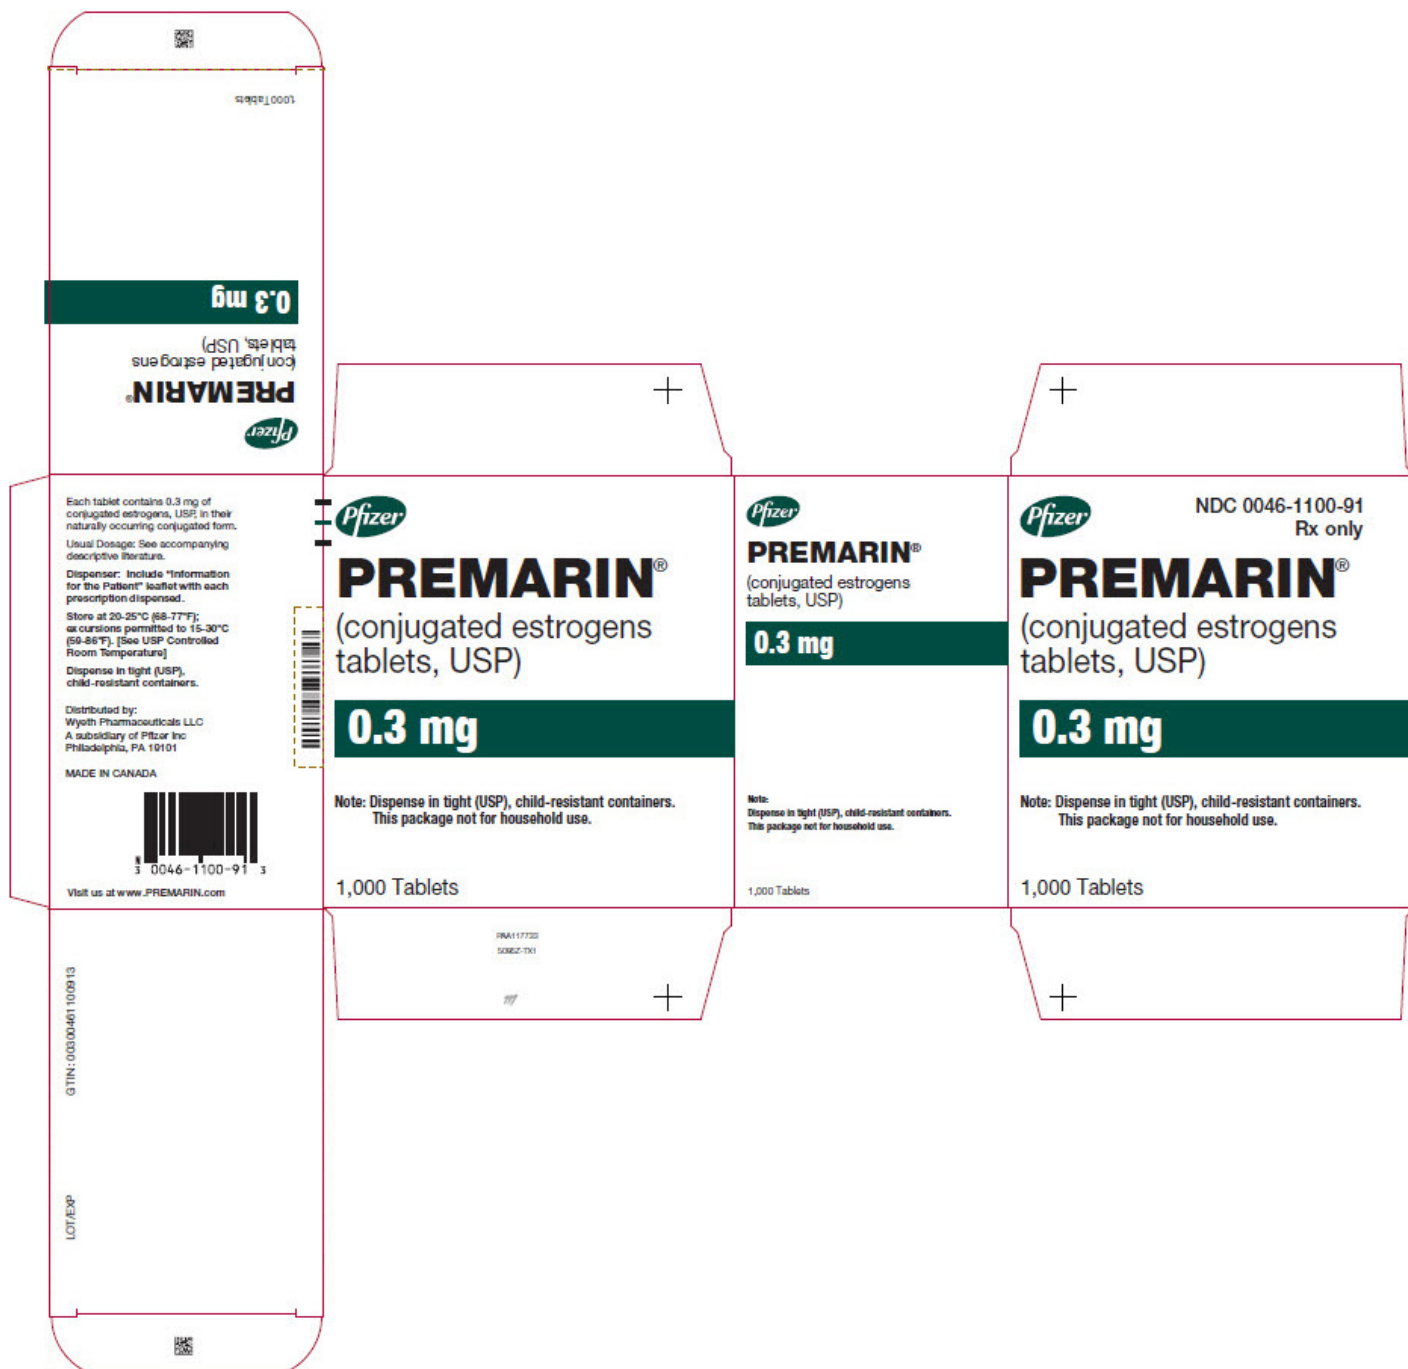 1,000 Tablets
0.3 mg
(conjugated estrogens
tablets, USP)
PREMARIN®
Pfizer
Each tablet contains 0.3 mg of
conjugated estrogens, USP, in their
naturally occurring conjugated form.
Usual Dosage: See accompanying
descriptive literature.
Dispenser: Include "Information
for the Patient" leaflet with each
prescription dispensed.
Store at 20-25°C (68-77°F);
excursions permitted to 15-30°C
(59-86°F). [See USP Controlled
Room Temperature]
Dispense in tight (USP),
child-resistant containers.
Distributed by:
Wyeth Pharmaceuticals LLC
A subsidiary of Pfizer Inc
Philadelphia, PA 19101
MADE IN CANADA
3 0046-1100-91 3
Visit us at www.PREMARIN.com
GTIN: 00300461100913
LOT/EXP
Pfizer
PREMARIN®
(conjugated estrogens
tablets, USP)
0.3 mg
Note: Dispense in tight (USP), child-resistant containers.
This package not for household use.
1,000 Tablets
Pfizer
PREMARIN®
(conjugated estrogens
tablets, USP)
0.3 mg
Note:
Dispense in tight (USP), child-resistant containers.
This package not for household use.
1,000 Tablets
Pfizer
NDC 0046-1100-91
Rx only
PREMARIN®
(conjugated estrogens
tablets, USP)
0.3 mg
Note: Dispense in tight (USP), child-resistant containers.
This package not for household use.
1,000 Tablets